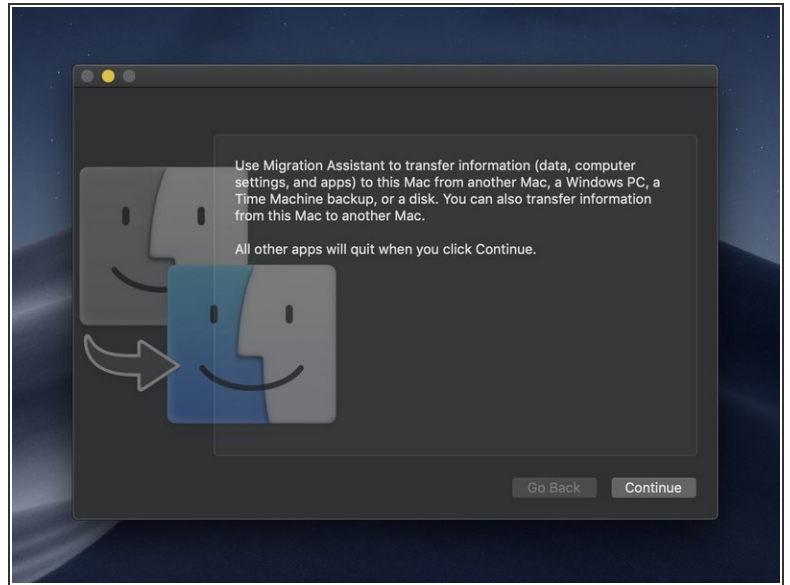 Use Migration Assistant to transfer information (data, computer
settings, and apps) to this Mac from another Mac, a Windows PC, a
Time Machine backup, or a disk. You can also transfer information
from this Mac to another Mac.
All other apps will quit when you click Continue.
Go Back
Continue